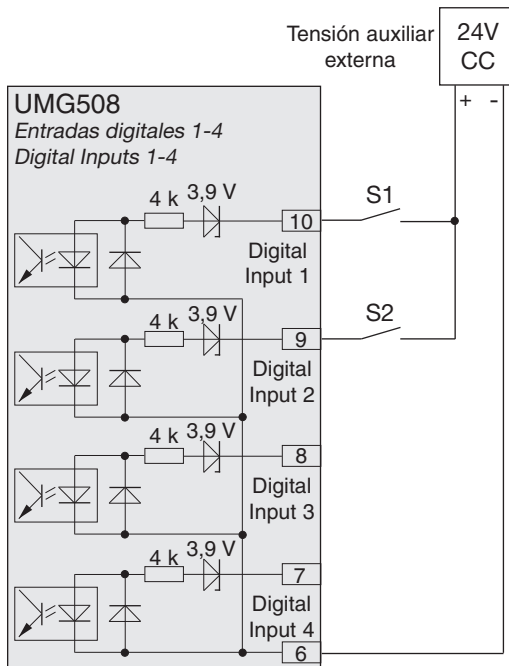 Tensión auxiliar
externa
24V
CC
+ -
UMG508
Entradas digitales 1-4
Digital Inputs 1-4
4 k 3,9 V
10
S1
Digital
Input 1
4 k 3,9 V
9
S2
Digital
Input 2
4 k 3,9 V
8
Digital
Input 3
4 k 3,9 V
7
Digital
Input 4
6